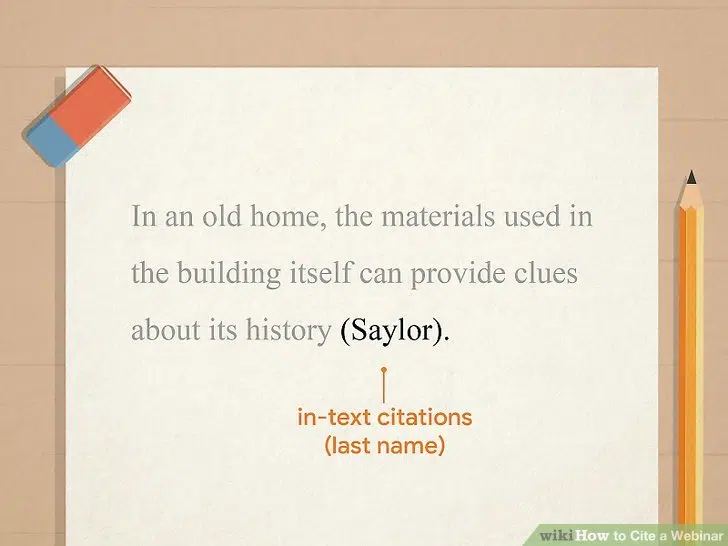 In an old home, the materials used in
the building itself can provide clues
about its history (Saylor).
in-text citations
(last name)
wikiHow to Cite a Webinar